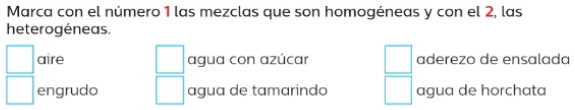 Marca con el número 1 las mezclas que son homogéneas y con el 2, las
heterogéneas.
aire agua con azúcar aderezo de ensalada
engrudo agua de tamarindo agua de horchata